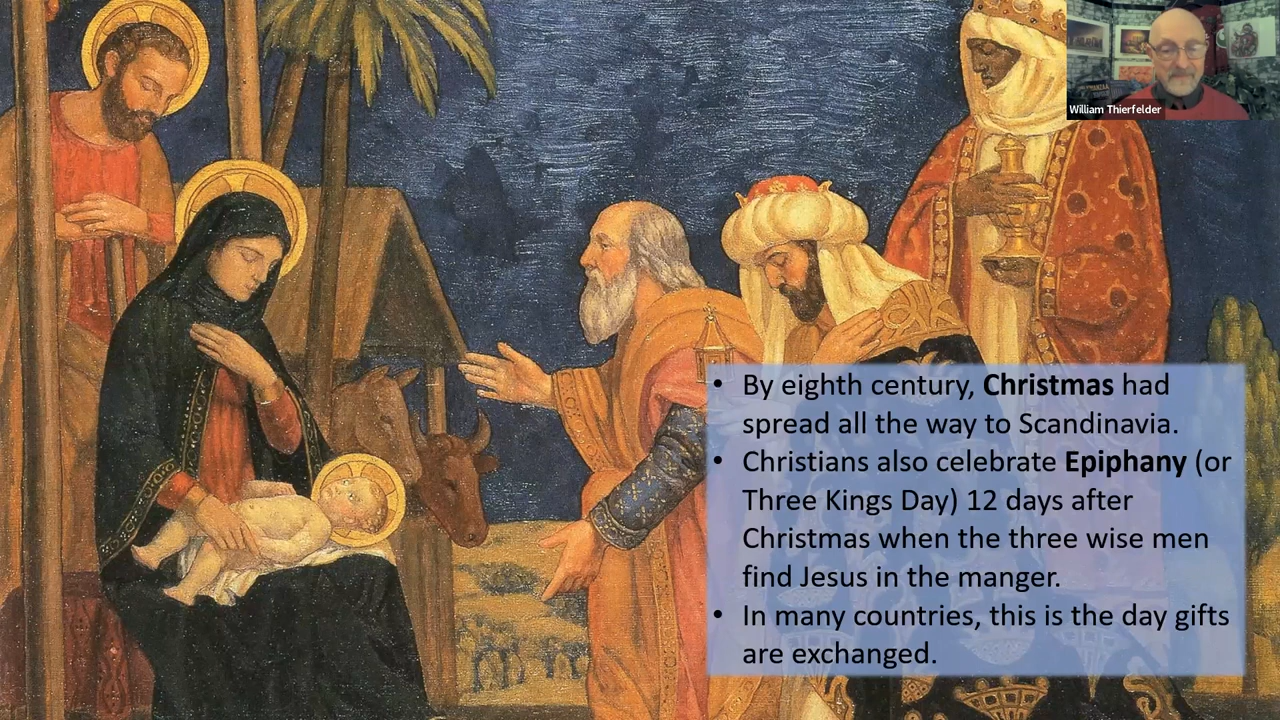 William Thierfelder
• By eighth century, Christmas had
spread all the way to Scandinavia.
• Christians also celebrate Epiphany (or
Three Kings Day) 12 days after
Christmas when the three wise men
find Jesus in the manger.
• In many countries, this is the day gifts
are exchanged.